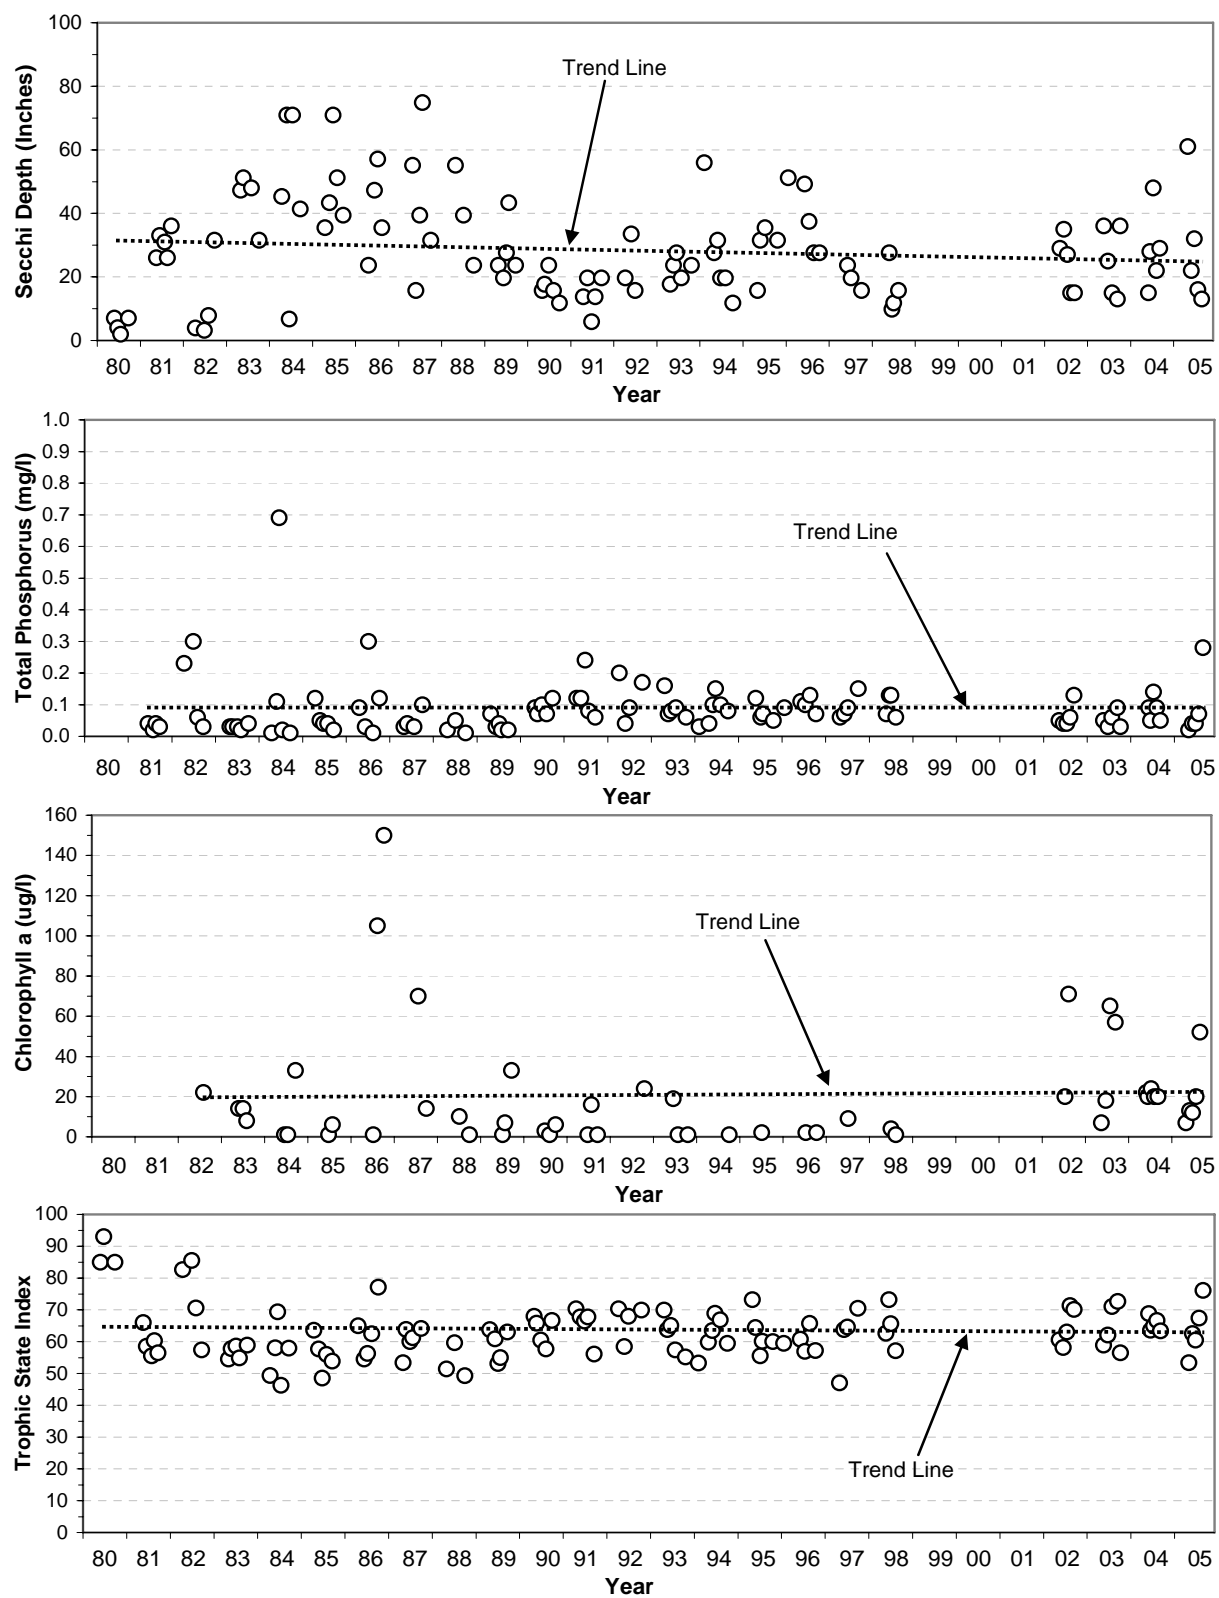 Secchi Depth (Inches)
100
80
60
40
20
0
Trend Line
80 81 82 83 84 85 86 87 88 89 90 91 92 93 94 95 96 97 98 99 00 01 02 03 04 05
Year
Total Phosphorus (mg/l)
1.0
0.9
0.8
0.7
0.6
0.5
0.4
0.3
0.2
0.1
0.0
Trend Line
80 81 82 83 84 85 86 87 88 89 90 91 92 93 94 95 96 97 98 99 00 01 02 03 04 05
Year
Chlorophyll a (ug/l)
160
140
120
100
80
60
40
20
0
Trend Line
80 81 82 83 84 85 86 87 88 89 90 91 92 93 94 95 96 97 98 99 00 01 02 03 04 05
Year
Trophic State Index
100
90
80
70
60
50
40
30
20
10
0
Trend Line
80 81 82 83 84 85 86 87 88 89 90 91 92 93 94 95 96 97 98 99 00 01 02 03 04 05
Year